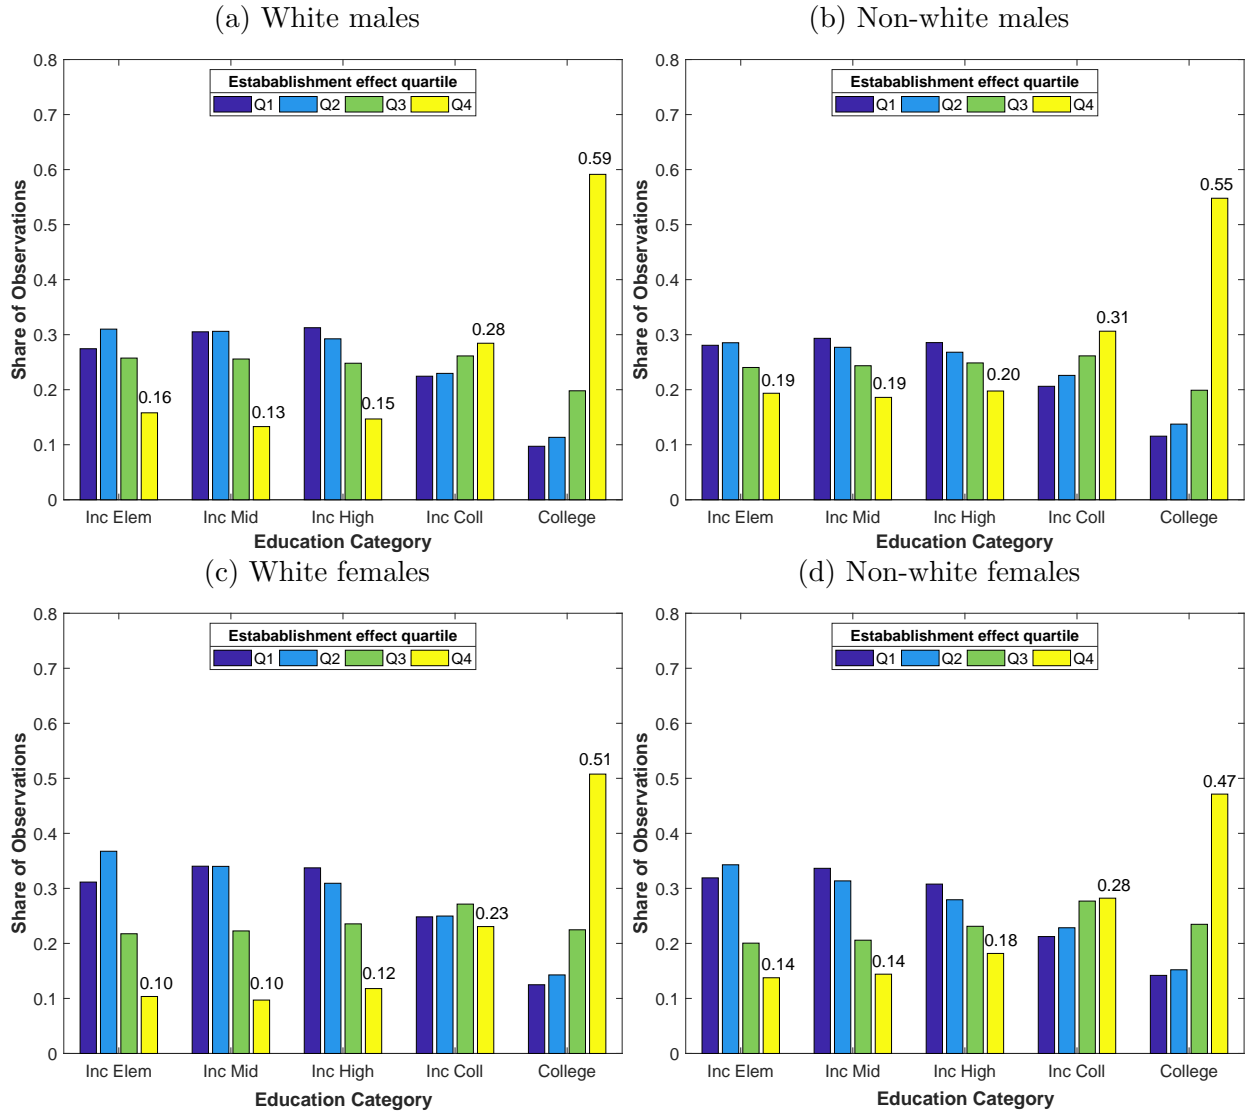 (a) White males
Estabablishment effect quartile
Q1 Q2 Q3 Q4
Share of Observations
0.8
0.7
0.6
0.5
0.4
0.3
0.2
0.1
0
0.16
0.13
0.15
0.28
0.59
Inc Elem Inc Mid Inc High Inc Coll College
Education Category
(b) Non-white males
Estabablishment effect quartile
Q1 Q2 Q3 Q4
Share of Observations
0.8
0.7
0.6
0.5
0.4
0.3
0.2
0.1
0
0.19
0.19
0.20
0.31
0.55
Inc Elem Inc Mid Inc High Inc Coll College
Education Category
(c) White females
Estabablishment effect quartile
Q1 Q2 Q3 Q4
Share of Observations
0.8
0.7
0.6
0.5
0.4
0.3
0.2
0.1
0
0.10
0.10
0.12
0.23
0.51
Inc Elem Inc Mid Inc High Inc Coll College
Education Category
(d) Non-white females
Estabablishment effect quartile
Q1 Q2 Q3 Q4
Share of Observations
0.8
0.7
0.6
0.5
0.4
0.3
0.2
0.1
0
0.14
0.14
0.18
0.28
0.47
Inc Elem Inc Mid Inc High Inc Coll College
Education Category